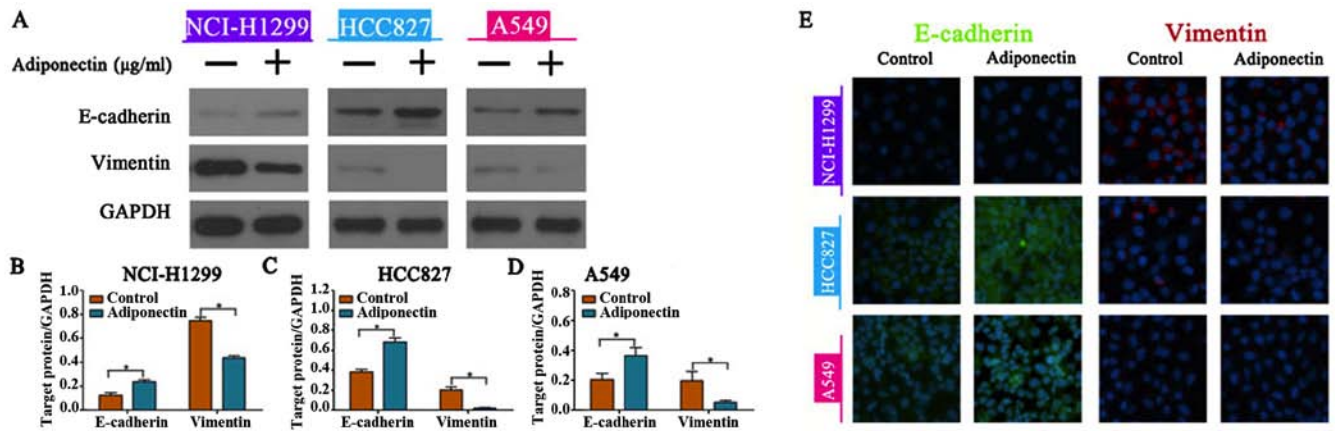 A
NCI-H1299 HCC827 A549
Adiponectin (μg/ml) — + — + — +
E-cadherin
Vimentin
GAPDH
B
NCI-H1299
Target protein/GAPDH
1.0
0.8
0.6
0.4
0.2
0.0
Control
Adiponectin
*
*
E-cadherin Vimentin
C
HCC827
Target protein/GAPDH
1.2
1.0
0.8
0.6
0.4
0.2
0.0
Control
Adiponectin
*
*
E-cadherin Vimentin
D
A549
Target protein/GAPDH
0.8
0.6
0.4
0.2
0.0
Control
Adiponectin
*
*
E-cadherin Vimentin
E
E-cadherin Vimentin
Control Adiponectin Control Adiponectin
NCI-H1299
HCC827
A549